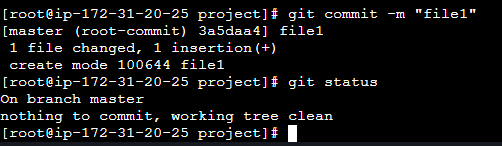 [root@ip-172-31-20-25 project]# git commit -m "file1"
[master (root-commit) 3a5daa4] file1
 1 file changed, 1 insertion(+)
 create mode 100644 file1
[root@ip-172-31-20-25 project]# git status
On branch master
nothing to commit, working tree clean
[root@ip-172-31-20-25 project]#